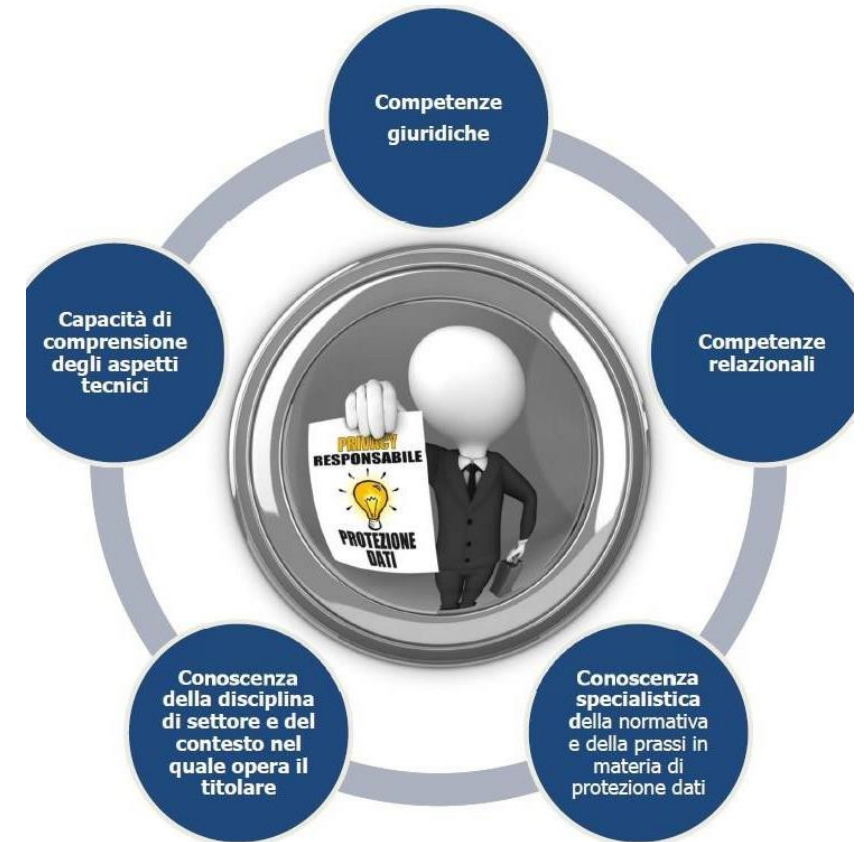 Competenze
giuridiche
Capacità di
comprensione
degli aspetti
tecnici
Competenze
relazionali
PRIVACY
RESPONSABILE
PROTEZIONE
DATI
Conoscenza
della disciplina
di settore e del
contesto nel
quale opera il
titolare
Conoscenza
specialistica
della normativa
e della prassi in
materia di
protezione dati